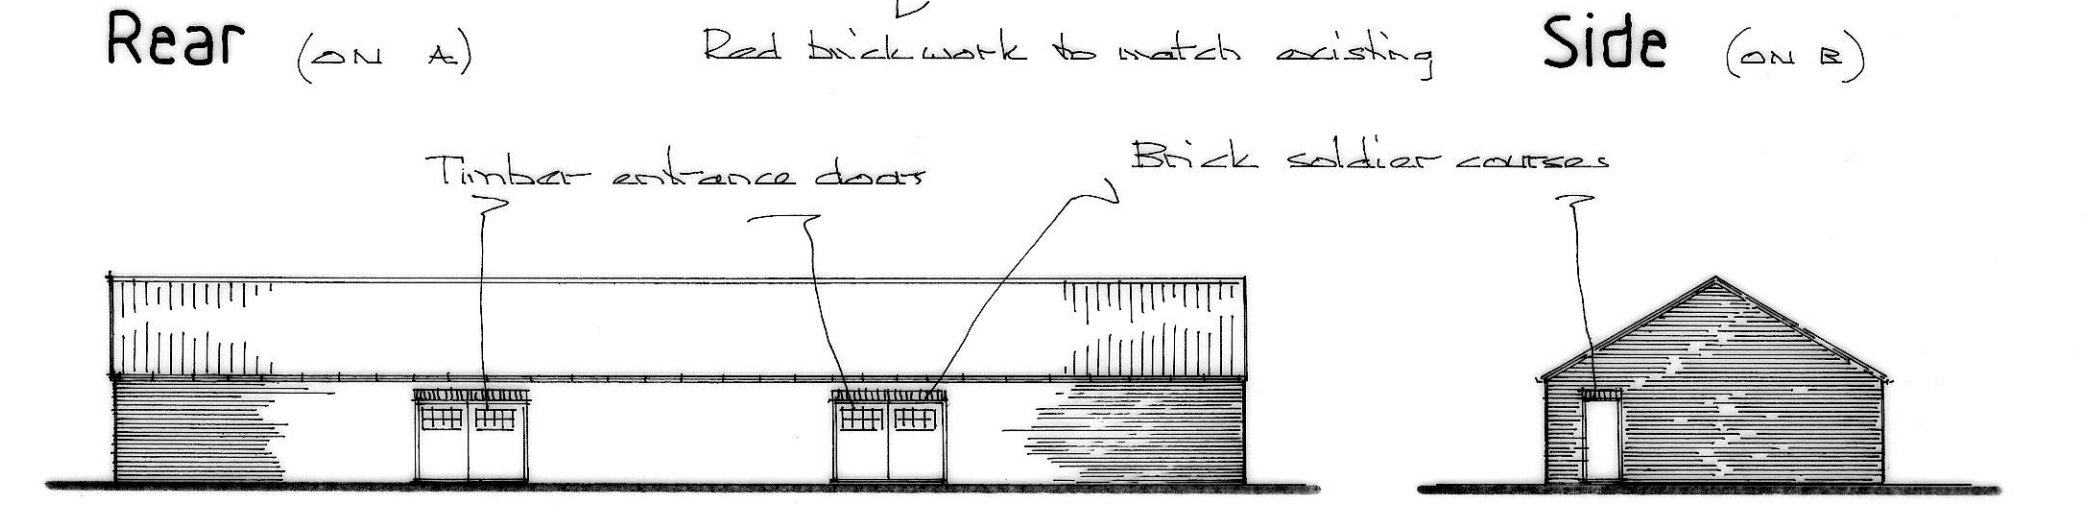 Rear (ON A)
Red brickwork to match existing
Side (ON B)
Timber entrance doors
Brick soldier courses